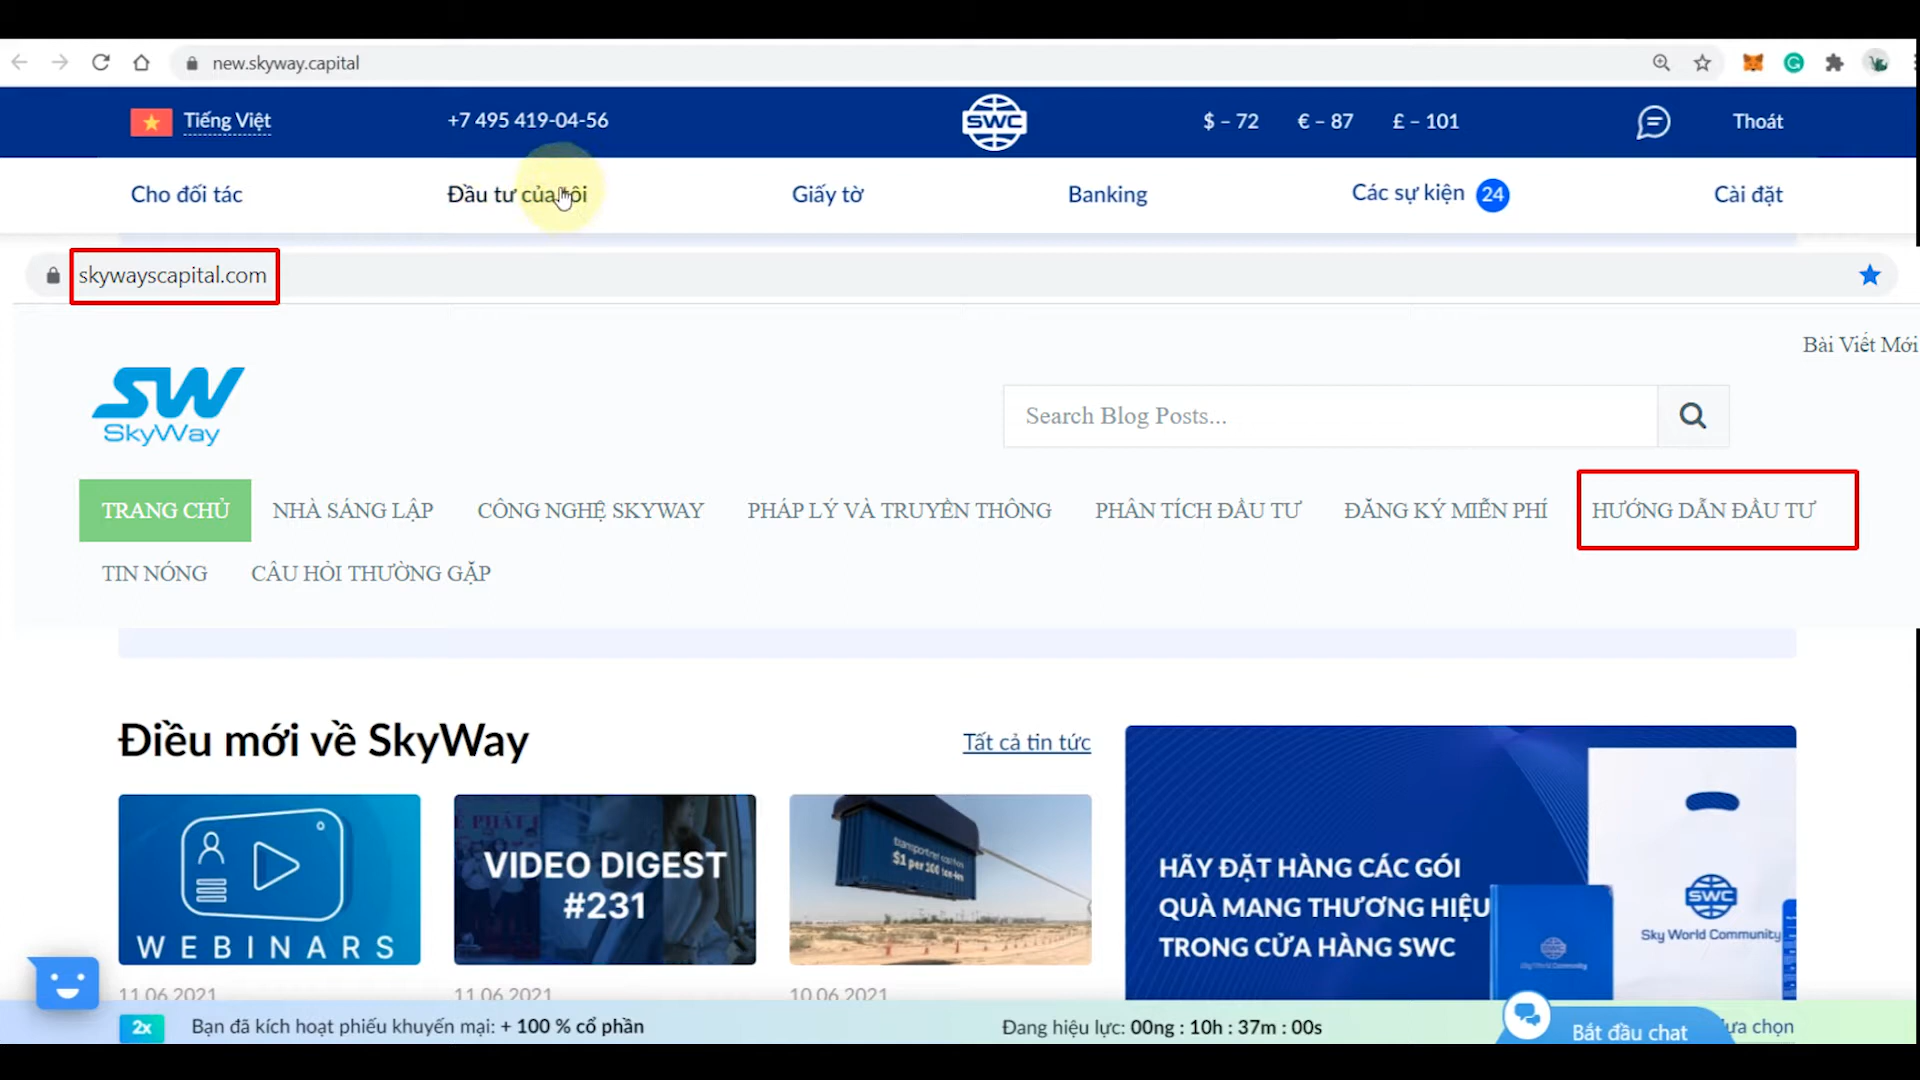 new.skyway.capital
Tiếng Việt +7 495 419-04-56 SWC $ – 72 € – 87 £ – 101 Thoát
Cho đối tác Đầu tư của tôi Giấy tờ Banking Các sự kiện 24 Cài đặt
skywayscapital.com
Bài Viết Mới
SW
SkyWay
Search Blog Posts...
TRANG CHỦ NHÀ SÁNG LẬP CÔNG NGHỆ SKYWAY PHÁP LÝ VÀ TRUYỀN THÔNG PHÂN TÍCH ĐẦU TƯ ĐĂNG KÝ MIỄN PHÍ HƯỚNG DẪN ĐẦU TƯ
TIN NÓNG CÂU HỎI THƯỜNG GẶP
Điều mới về SkyWay Tất cả tin tức
WEBINARS
VIDEO DIGEST
#231
$1 per 100 ton-km
HÃY ĐẶT HÀNG CÁC GÓI
QUÀ MANG THƯƠNG HIỆU
TRONG CỬA HÀNG SWC
SWC
Sky World Community
11.06.2021 11.06.2021 10.06.2021
2x Bạn đã kích hoạt phiếu khuyến mại: + 100 % cổ phần Đang hiệu lực: 00ng : 10h : 37m : 00s Bắt đầu chat chọn